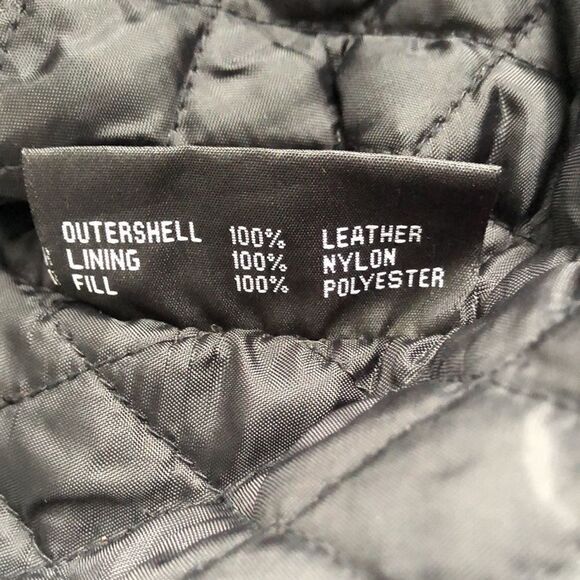 OUTERSHELL 100% LEATHER
LINING 100% NYLON
FILL 100% POLYESTER